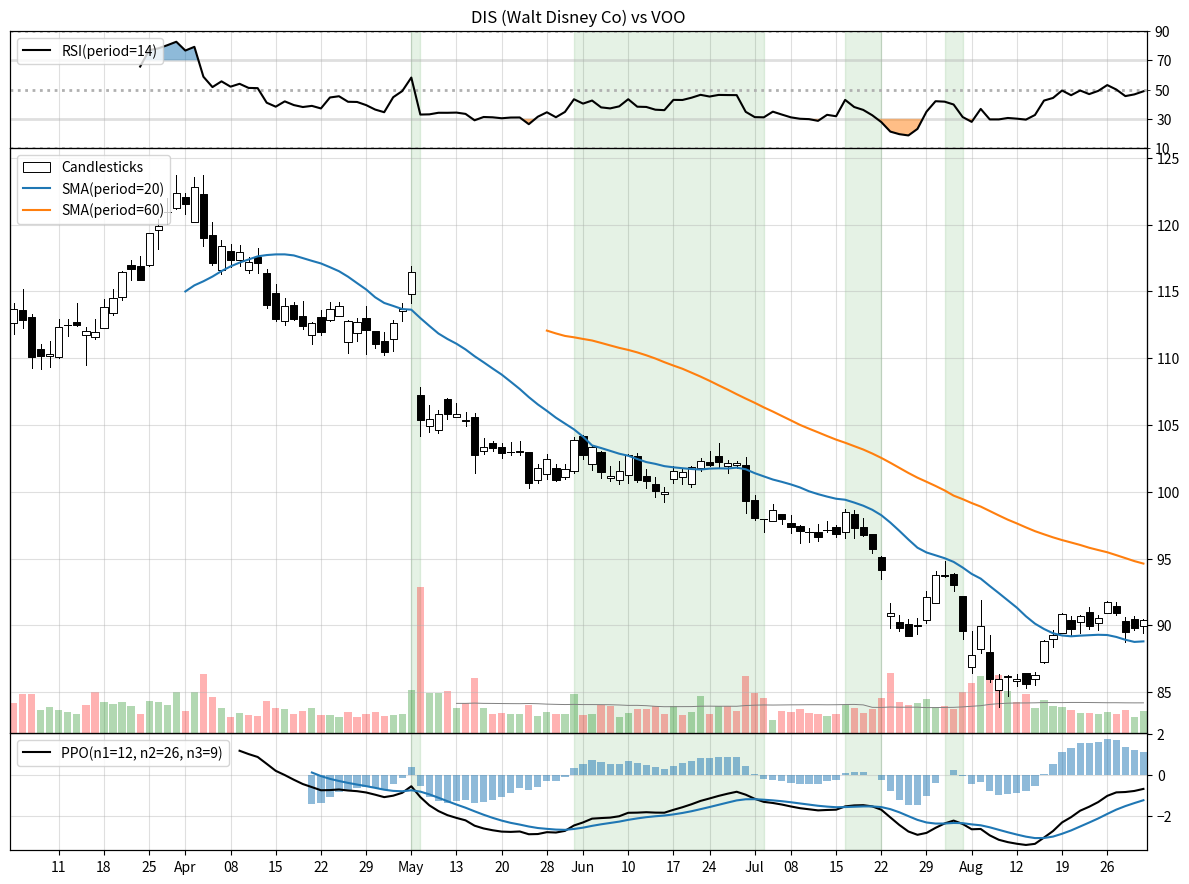 DIS (Walt Disney Co) vs VOO
RSI(period=14)
90
70
50
30
10
Candlesticks
SMA(period=20)
SMA(period=60)
125
120
115
110
105
100
95
90
85
PPO(n1=12, n2=26, n3=9)
2
0
−2
11 18 25 Apr 08 15 22 29 May 13 20 28 Jun 10 17 24 Jul 08 15 22 29 Aug 12 19 26